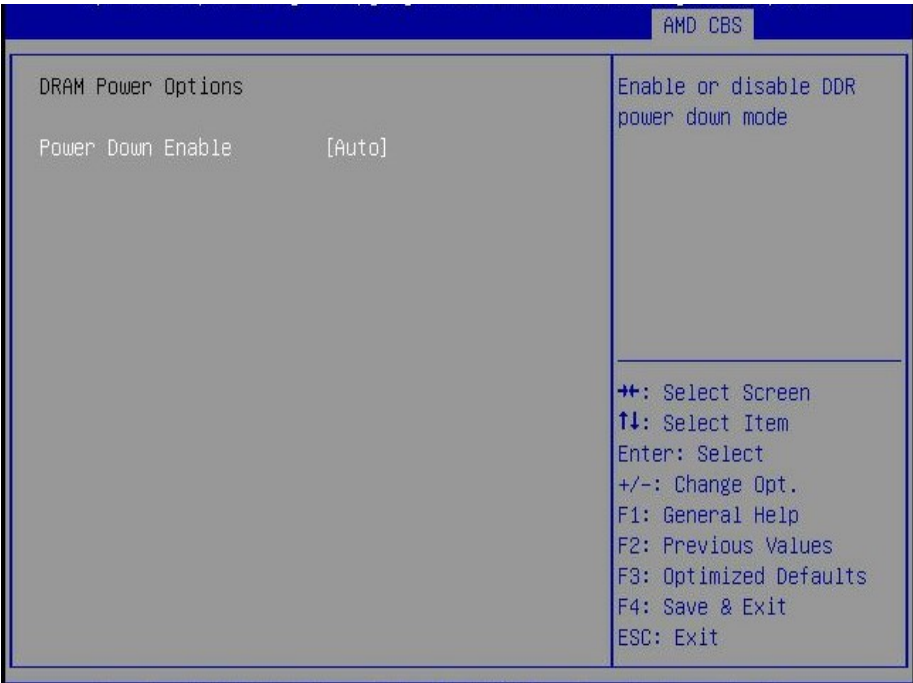 AMD CBS
DRAM Power Options
Power Down Enable [Auto]
Enable or disable DDR
power down mode
→←: Select Screen
↑↓: Select Item
Enter: Select
+/-: Change Opt.
F1: General Help
F2: Previous Values
F3: Optimized Defaults
F4: Save & Exit
ESC: Exit